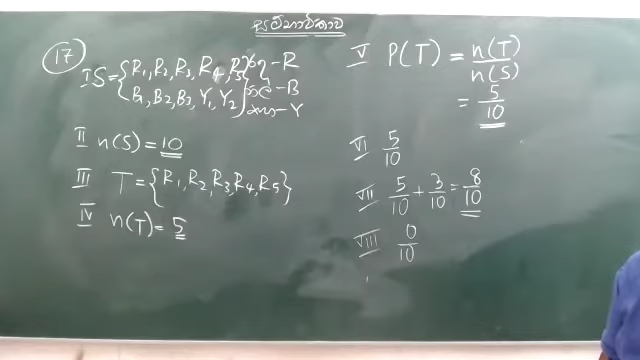 සම්භාවිතාව
17
I S = {R₁, R₂, R₃, R₄, R₅ - R
B₁, B₂, B₃, Y₁, Y₂} - B
- Y
II n(S) = 10
III T = {R₁, R₂, R₃, R₄, R₅}
IV n(T) = 5
V P(T) = n(T)/n(S)
= 5/10
VI 5/10
VII 5/10 + 3/10 = 8/10
VIII 0/10